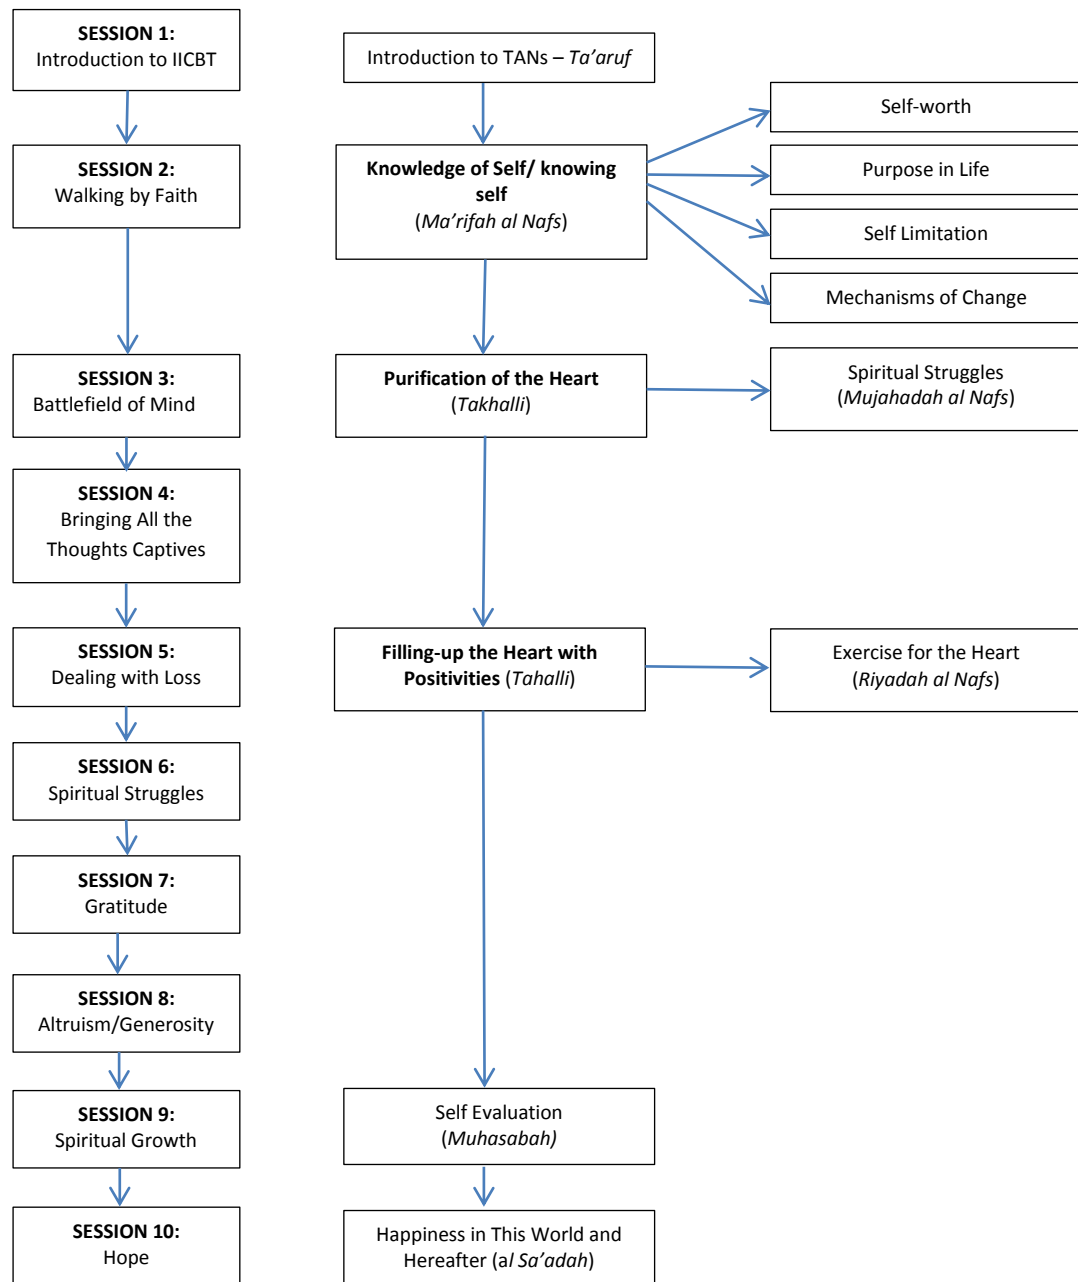 SESSION 1:
Introduction to IICBT
SESSION 2:
Walking by Faith
SESSION 3:
Battlefield of Mind
SESSION 4:
Bringing All the
Thoughts Captives
SESSION 5:
Dealing with Loss
SESSION 6:
Spiritual Struggles
SESSION 7:
Gratitude
SESSION 8:
Altruism/Generosity
SESSION 9:
Spiritual Growth
SESSION 10:
Hope
Introduction to TANs – Ta’aruf
Knowledge of Self/ knowing
self
(Ma’rifah al Nafs)
Purification of the Heart
(Takhalli)
Filling-up the Heart with
Positivities (Tahalli)
Self Evaluation
(Muhasabah)
Happiness in This World and
Hereafter (al Sa’adah)
Self-worth
Purpose in Life
Self Limitation
Mechanisms of Change
Spiritual Struggles
(Mujahadah al Nafs)
Exercise for the Heart
(Riyadah al Nafs)